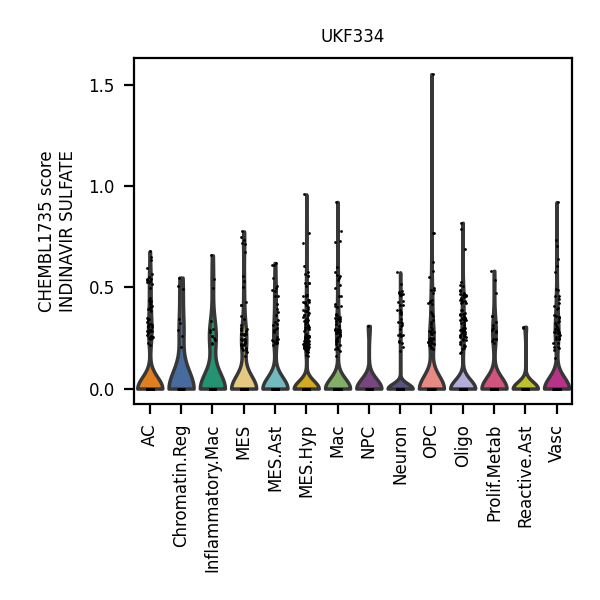 UKF334
CHEMBL1735 score
INDINAVIR SULFATE
1.5
1.0
0.5
0.0
AC
Chromatin.Reg
Inflammatory.Mac
MES
MES.Ast
MES.Hyp
Mac
NPC
Neuron
OPC
Oligo
Prolif.Metab
Reactive.Ast
Vasc